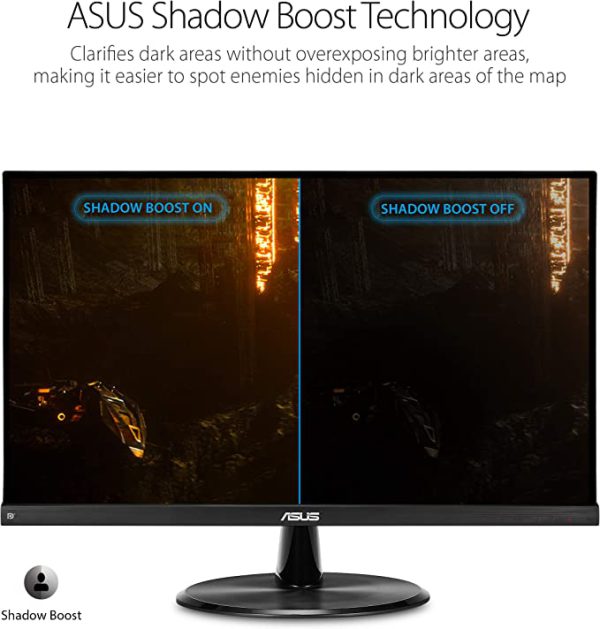 ASUS Shadow Boost Technology
Clarifies dark areas without overexposing brighter areas,
making it easier to spot enemies hidden in dark areas of the map
SHADOW BOOST ON
SHADOW BOOST OFF
ASUS
Shadow Boost